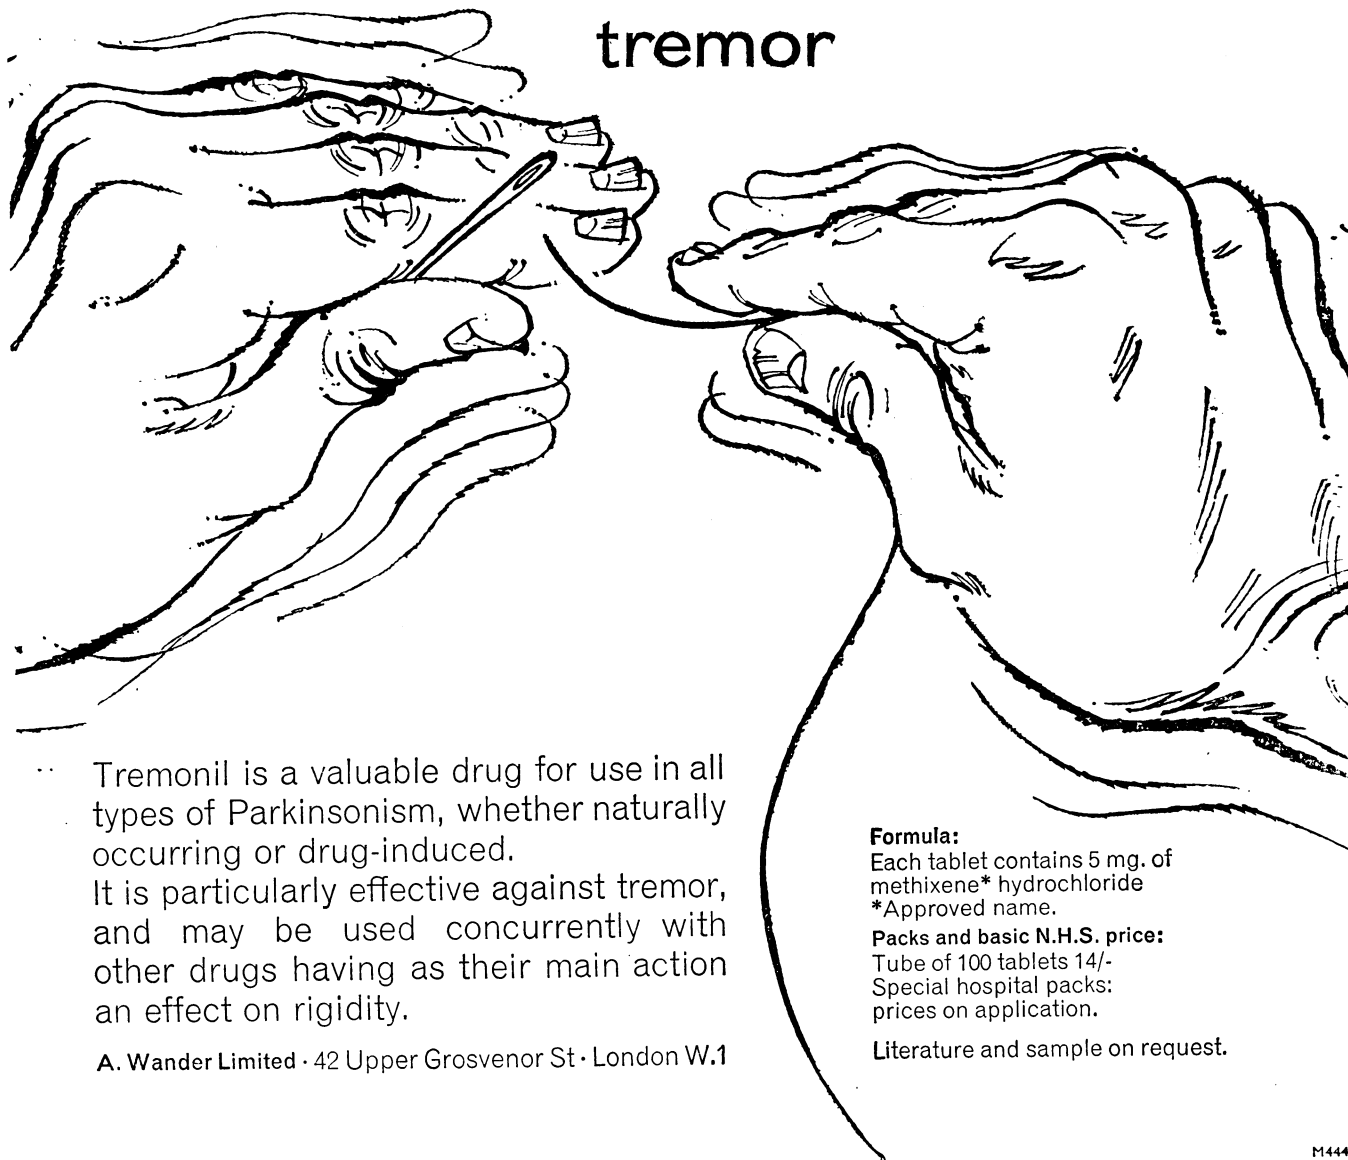 tremor
Tremonil is a valuable drug for use in all
types of Parkinsonism, whether naturally
occurring or drug-induced.
It is particularly effective against tremor,
and may be used concurrently with
other drugs having as their main action
an effect on rigidity.
A. Wander Limited · 42 Upper Grosvenor St · London W.1
Formula:
Each tablet contains 5 mg. of
methixene* hydrochloride
*Approved name.
Packs and basic N.H.S. price:
Tube of 100 tablets 14/-
Special hospital packs:
prices on application.
Literature and sample on request.
M444